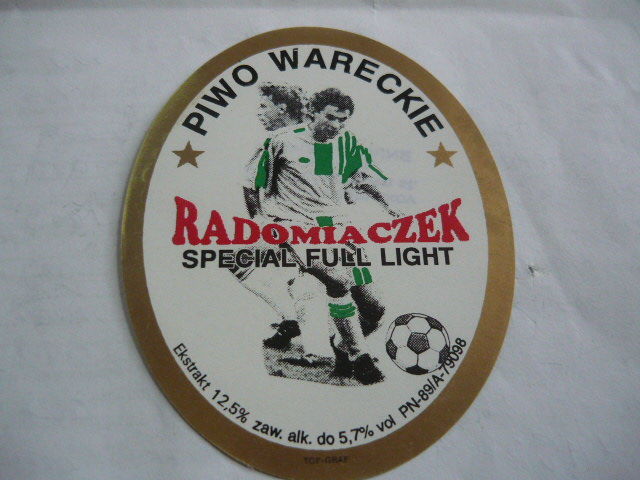 PIWO WARECKIE
RADOMIACZEK
SPECIAL FULL LIGHT
Ekstrakt 12,5% zaw. alk. do 5,7% vol PN-89/A-79098